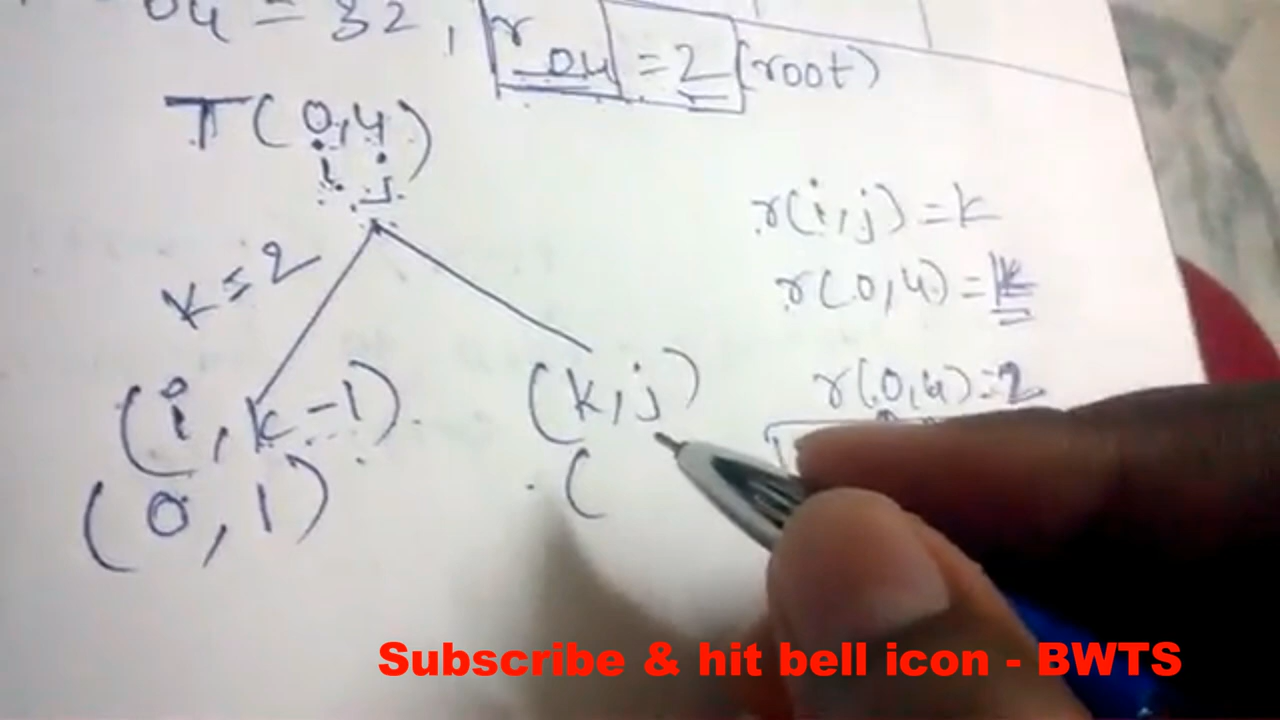 04 = 32, r04 = 2 (root)
T(0,4)
i j
r(i,j) = k
k = 2
r(0,4) = k
r(0,4) = 2
(i, k-1) (k,j)
(0, 1) (
Subscribe & hit bell icon - BWTS